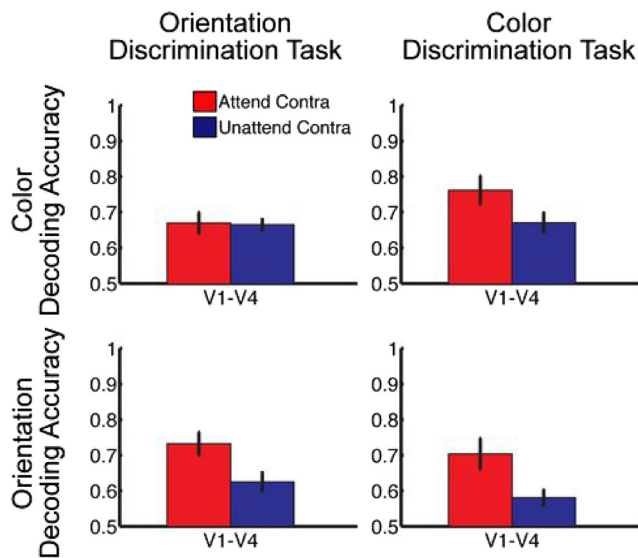 Orientation
Discrimination Task
Color
Discrimination Task
Color
Decoding Accuracy
1
0.9
0.8
0.7
0.6
0.5
Attend Contra
Unattend Contra
V1-V4
1
0.9
0.8
0.7
0.6
0.5
V1-V4
Orientation
Decoding Accuracy
1
0.9
0.8
0.7
0.6
0.5
V1-V4
1
0.9
0.8
0.7
0.6
0.5
V1-V4